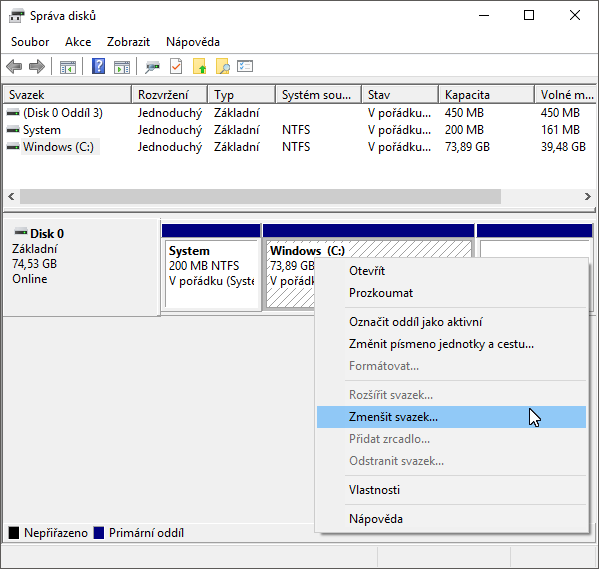 Správa disků
Soubor Akce Zobrazit Nápověda
Svazek Rozvržení Typ Systém sou... Stav Kapacita Volné m...
(Disk 0 Oddíl 3) Jednoduchý Základní V pořádku... 450 MB 450 MB
System Jednoduchý Základní NTFS V pořádku... 200 MB 161 MB
Windows (C:) Jednoduchý Základní NTFS V pořádku... 73,89 GB 39,48 GB
Disk 0
Základní
74,53 GB
Online
System
200 MB NTFS
V pořádku (Systé
Windows (C:)
73,89 GB
V pořádk
Otevřít
Prozkoumat
Označit oddíl jako aktivní
Změnit písmeno jednotky a cestu...
Formátovat...
Rozšířit svazek...
Zmenšit svazek...
Přidat zrcadlo...
Odstranit svazek...
Vlastnosti
Nápověda
Nepřiřazeno Primární oddíl